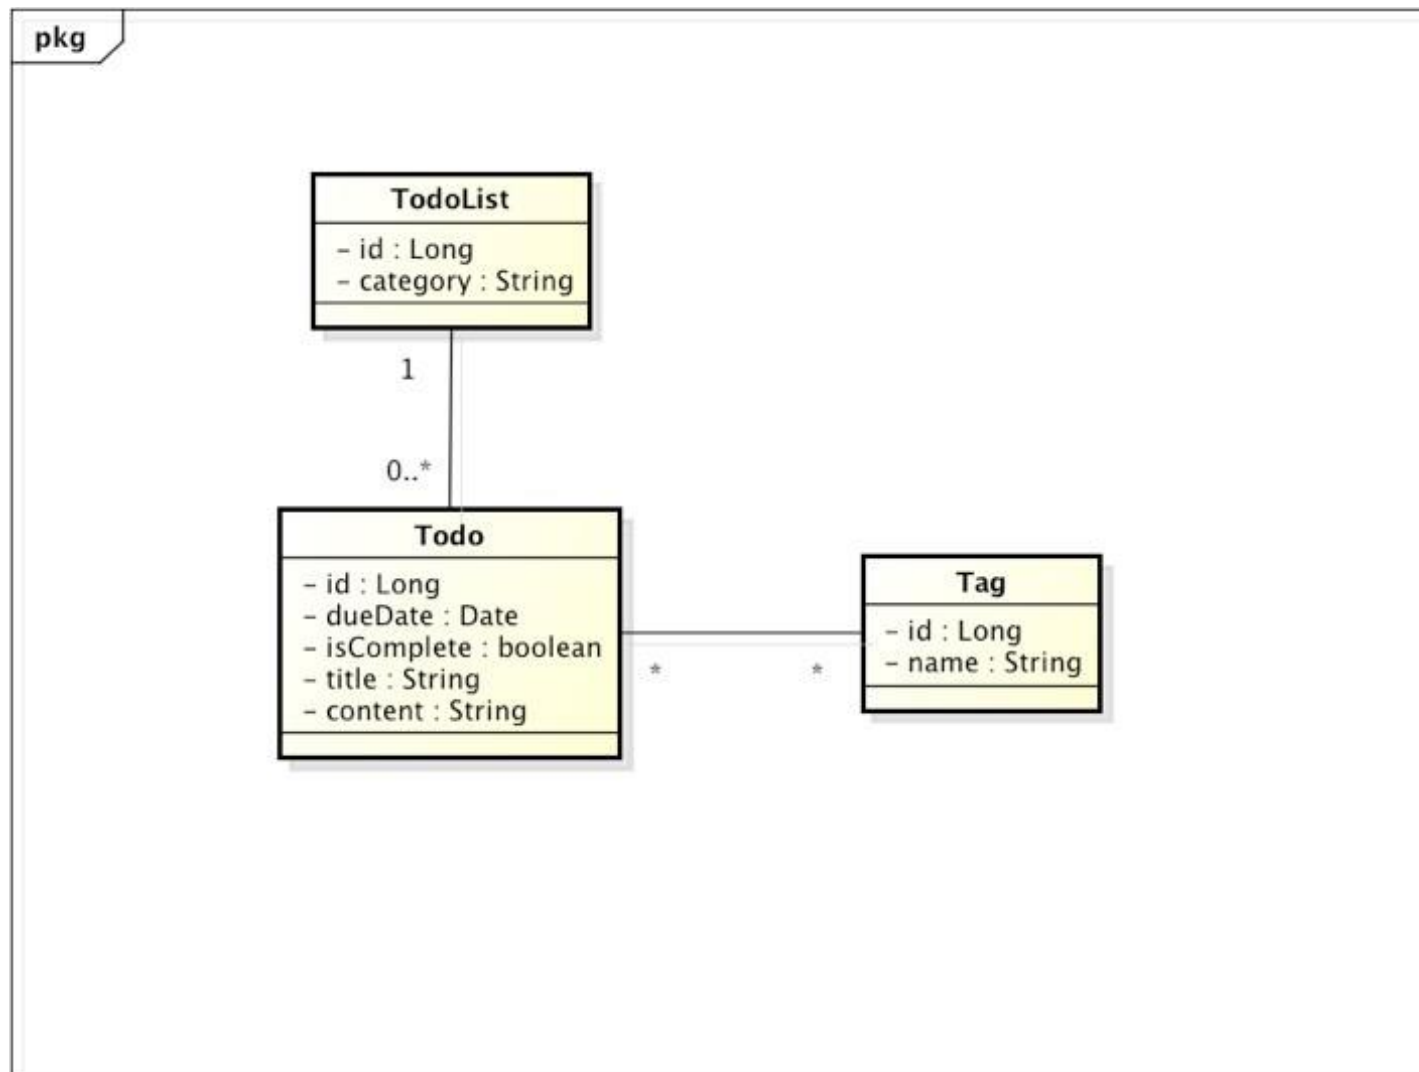 pkg
TodoList
- id : Long
- category : String
1
0..*
Todo
- id : Long
- dueDate : Date
- isComplete : boolean
- title : String
- content : String
* *
Tag
- id : Long
- name : String